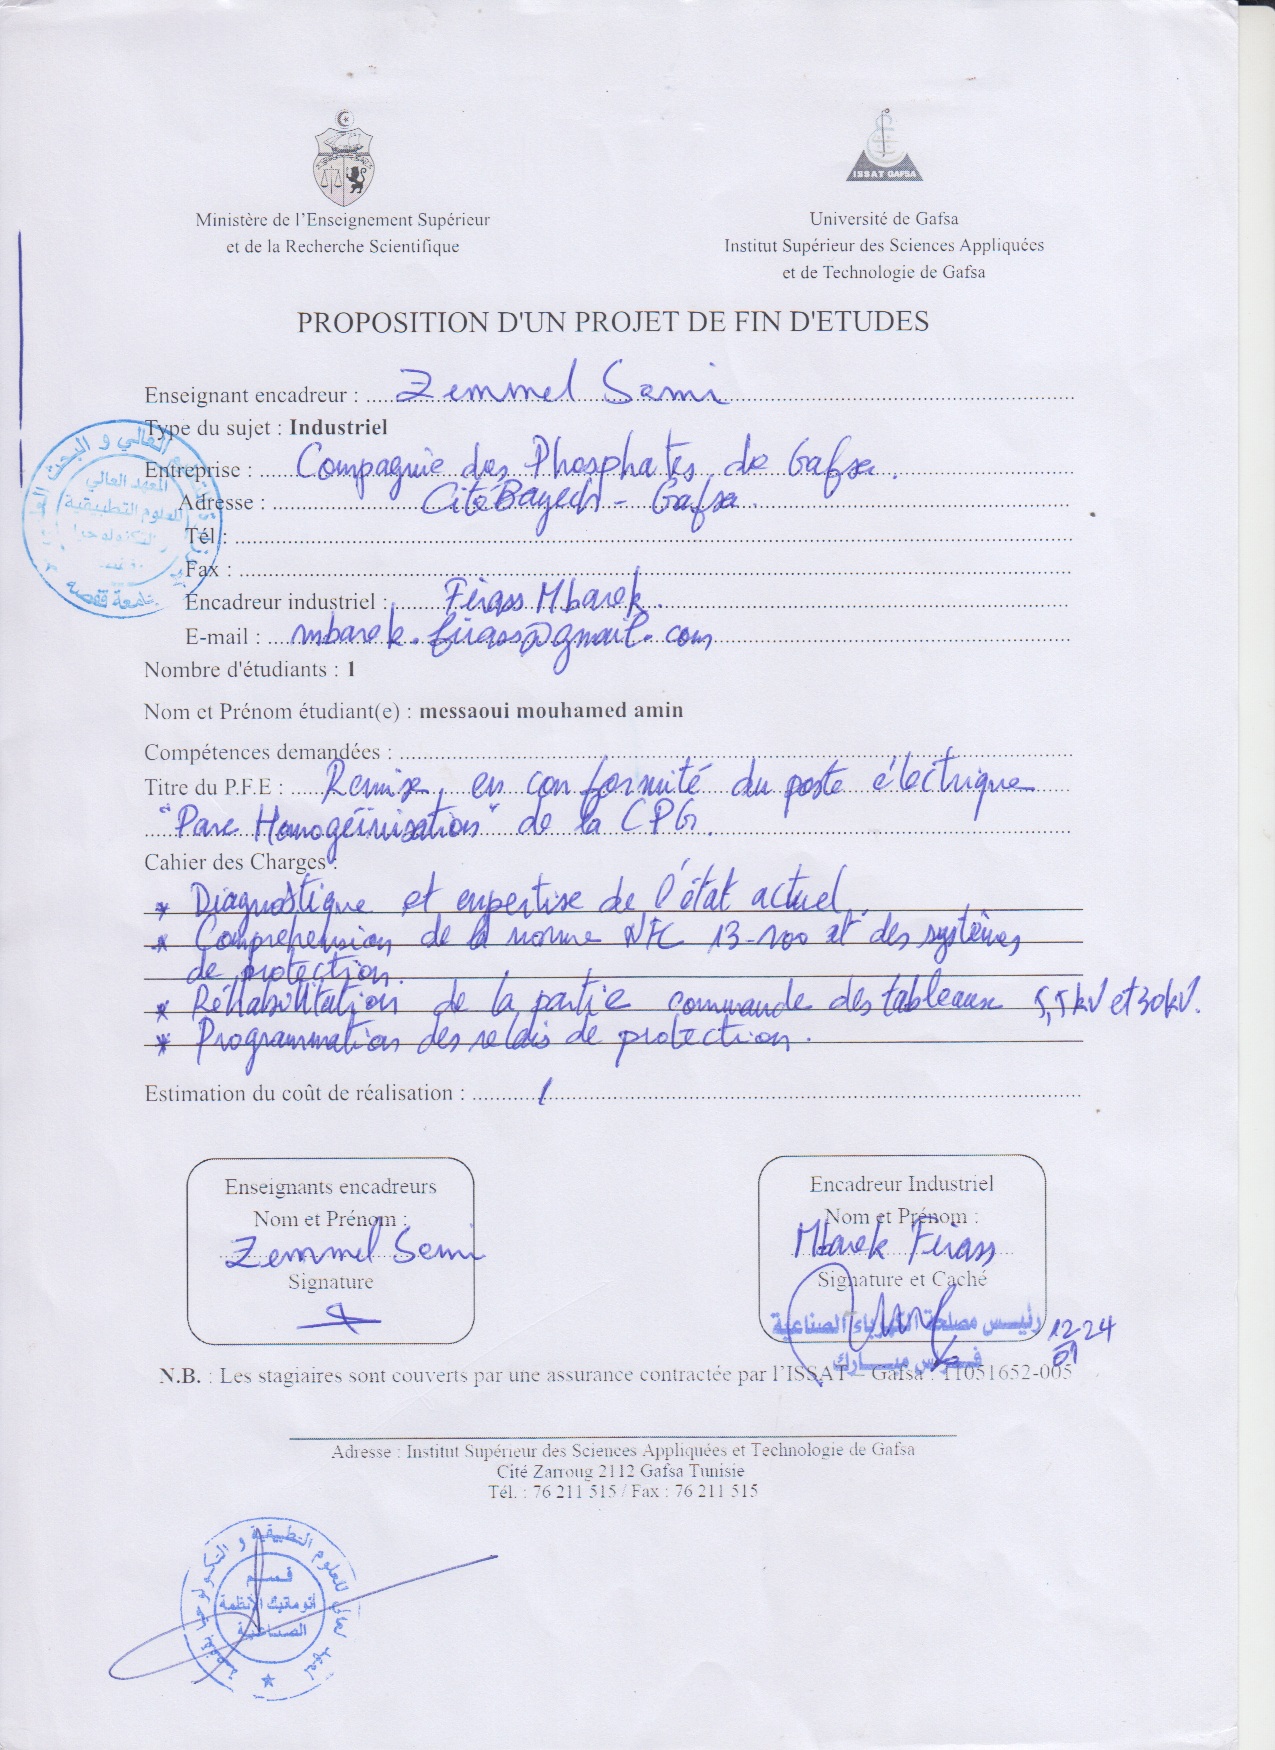 ISSAT GAFSA
Ministère de l'Enseignement Supérieur
et de la Recherche Scientifique
Université de Gafsa
Institut Supérieur des Sciences Appliquées
et de Technologie de Gafsa
PROPOSITION D'UN PROJET DE FIN D'ETUDES
Enseignant encadreur : Zemmel Sami
Type du sujet : Industriel
Entreprise : Compagnie des Phosphates de Gafsa.
Adresse : Cité Bayech - Gafsa.
Tél :
Fax :
Encadreur industriel : Firass Mbarek.
E-mail : mbarek.firass@gmail.com
Nombre d'étudiants : 1
Nom et Prénom étudiant(e) : messaoui mouhamed amin
Compétences demandées :
Titre du P.F.E : Remise en conformité du poste électrique
"Parc Homogéinisation" de la CPG.
Cahier des Charges :
* Diagnostique et expertise de l'état actuel.
* Compréhension de la norme NFC 13-100 et des systèmes
de protection.
* Réhabilitation de la partie commande des tableaux 5,5kV et 30kV.
* Programmation des relais de protection.
Estimation du coût de réalisation : /
Enseignants encadreurs
Nom et Prénom :
Zemmel Sami
Signature
Encadreur Industriel
Nom et Prénom :
Mbarek Firass
Signature et Caché
رئيس مصلحة الكهرباء الصناعية
فراس مبارك
12 24
01
N.B. : Les stagiaires sont couverts par une assurance contractée par l'ISSAT – Gafsa : 11051652-005
Adresse : Institut Supérieur des Sciences Appliquées et Technologie de Gafsa
Cité Zarroug 2112 Gafsa Tunisie
Tél. : 76 211 515 / Fax : 76 211 515
المعهد العالي
للعلوم التطبيقية
والتكنولوجيا
بقفصة
جامعة قفصة
قسم
أتوماتيك الأنظمة
الصناعية